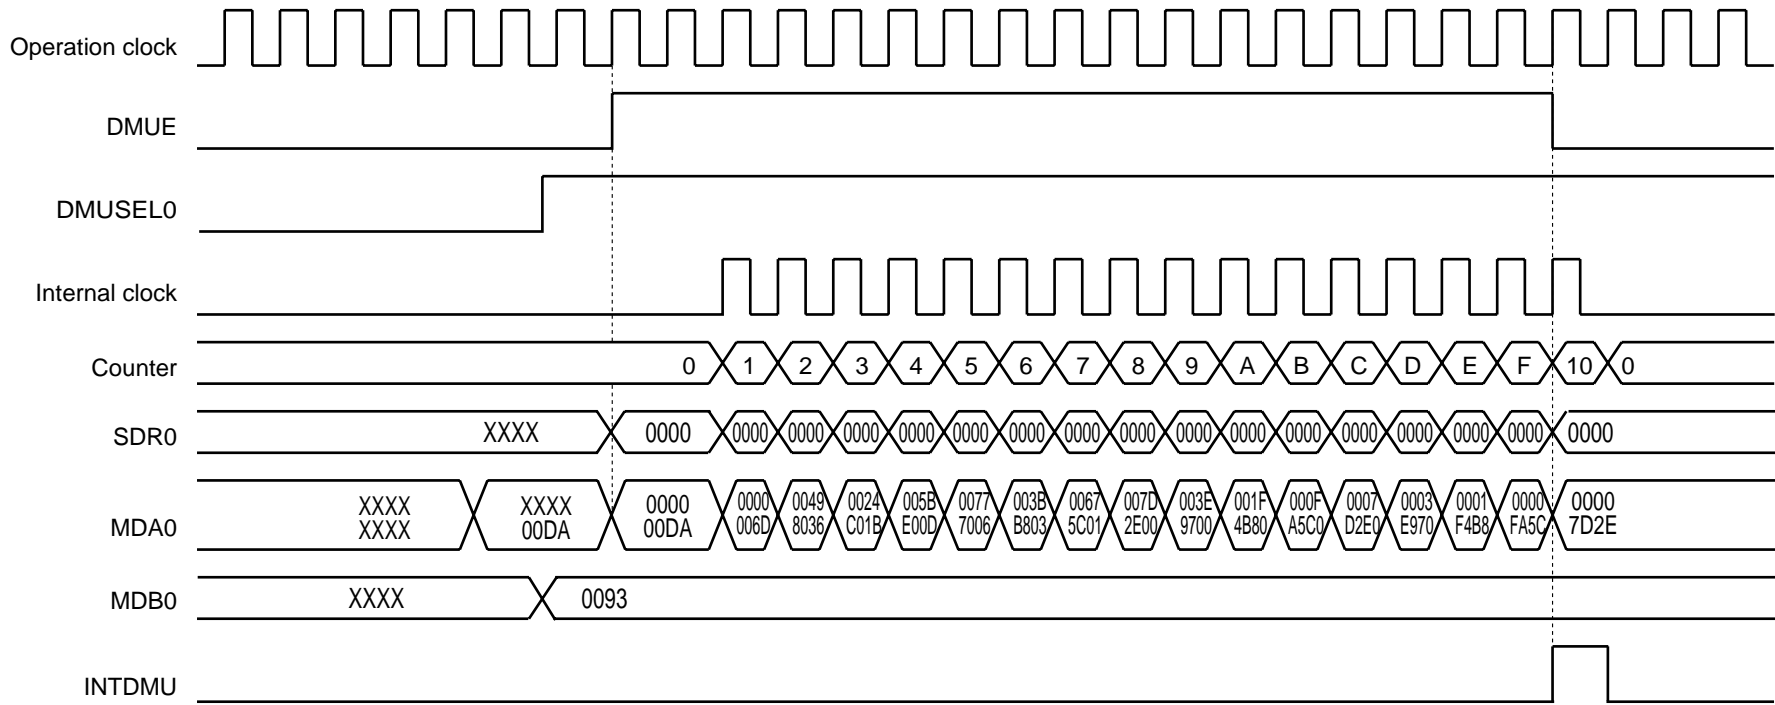 Operation clock
DMUE
DMUSEL0
Internal clock
Counter 0 1 2 3 4 5 6 7 8 9 A B C D E F 10 0
SDR0 XXXX 0000 0000 0000 0000 0000 0000 0000 0000 0000 0000 0000 0000 0000 0000 0000 0000 0000
MDA0
XXXX XXXX 0000 0000 0049 0024 005B 0077 003B 0067 007D 003E 001F 000F 0007 0003 0001 0000 0000
XXXX 00DA 00DA 006D 8036 C01B E00D 7006 B803 5C01 2E00 9700 4B80 A5C0 D2E0 E970 F4B8 FA5C 7D2E
MDB0 XXXX 0093
INTDMU